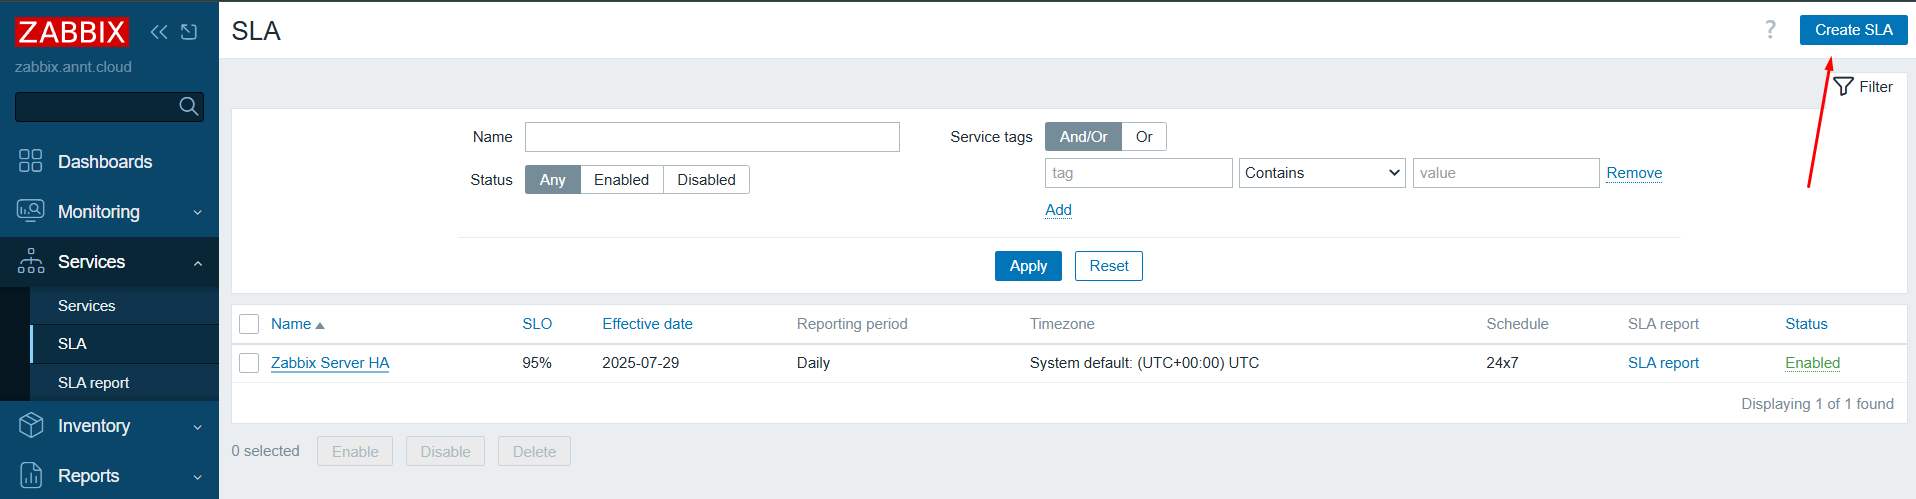 ZABBIX
zabbix.annt.cloud
Dashboards
Monitoring
Services
Services
SLA
SLA report
Inventory
Reports
SLA
? Create SLA
Filter
Name
Status Any Enabled Disabled
Service tags And/Or Or
tag Contains value Remove
Add
Apply Reset
Name SLO Effective date Reporting period Timezone Schedule SLA report Status
Zabbix Server HA 95% 2025-07-29 Daily System default: (UTC+00:00) UTC 24x7 SLA report Enabled
Displaying 1 of 1 found
0 selected Enable Disable Delete